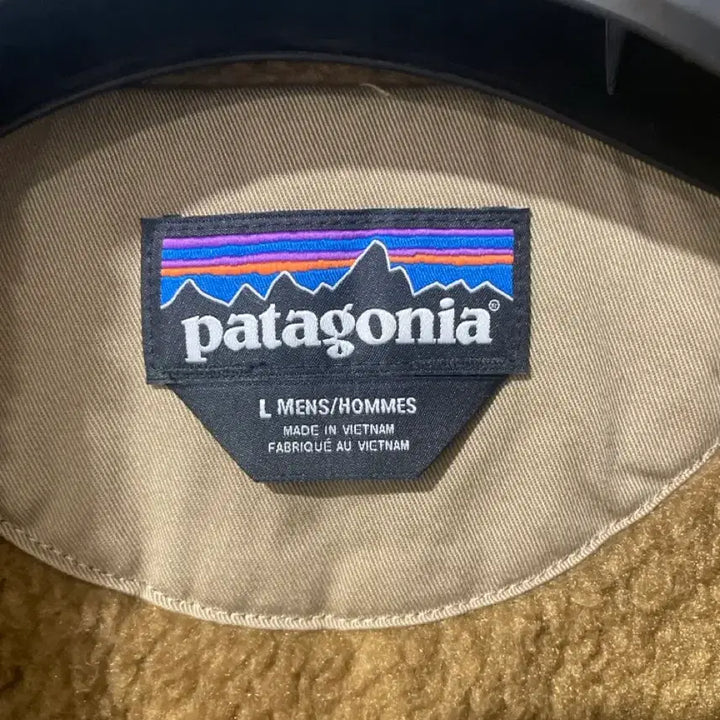 patagonia®
L MENS/HOMMES
MADE IN VIETNAM
FABRIQUÉ AU VIETNAM